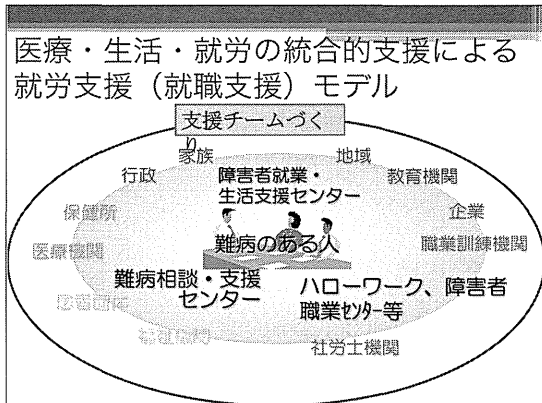 医療・生活・就労の統合的支援による
就労支援（就職支援）モデル
支援チームづく
り
家族
地域
行政
障害者就業・
生活支援センター
教育機関
保健所
企業
医療機関
難病のある人
職業訓練機関
難病相談・支援
センター
ハローワーク、障害者
職業ｾﾝﾀｰ等
社労士機関